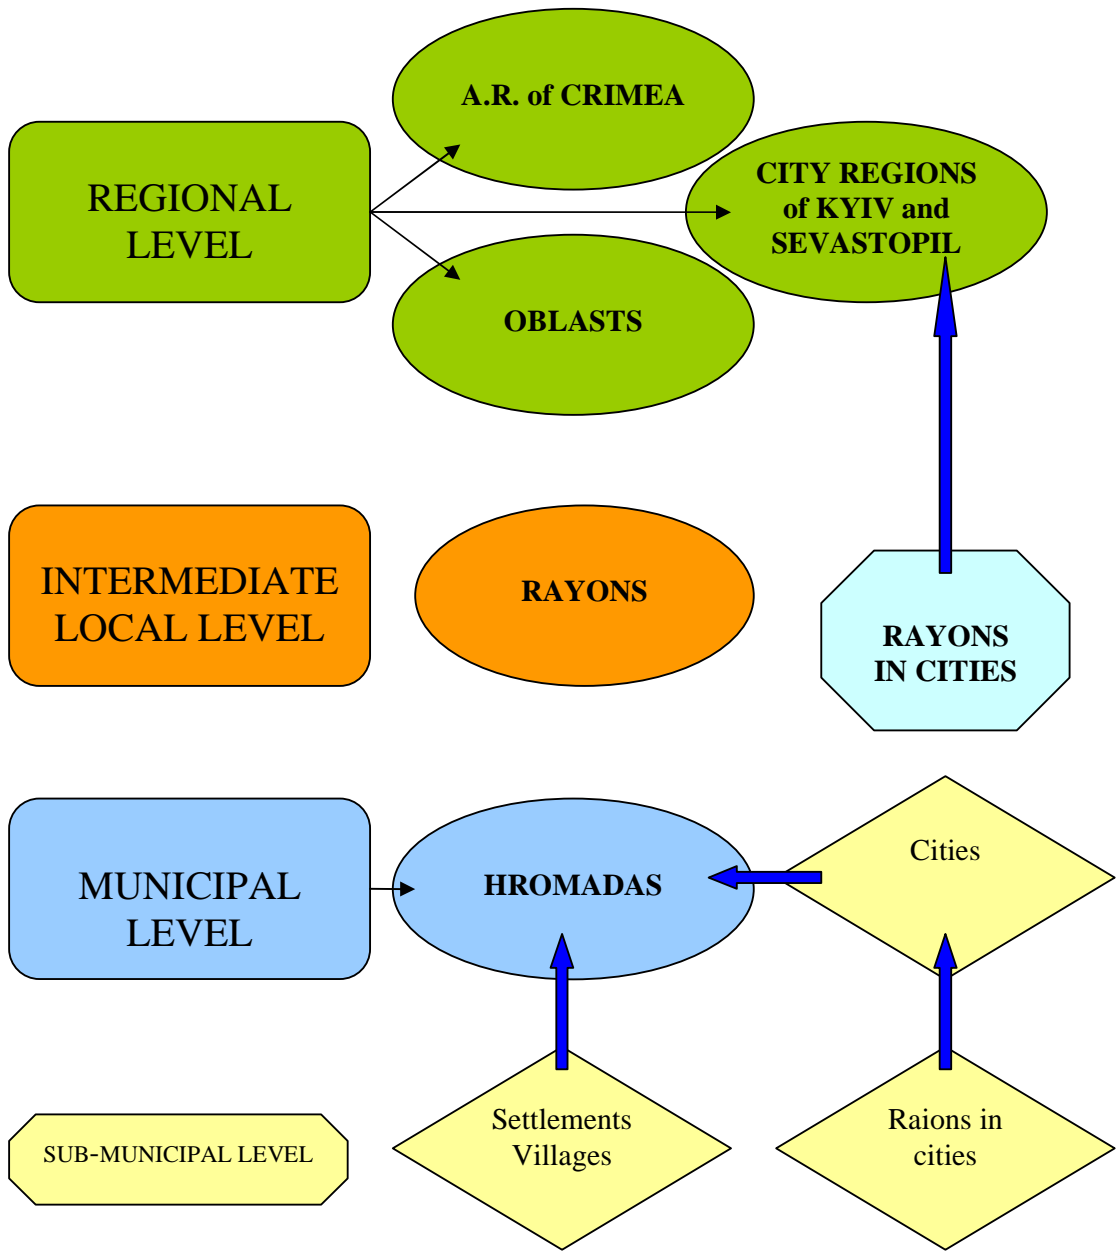 A.R. of CRIMEA
REGIONAL
LEVEL
CITY REGIONS
of KYIV and
SEVASTOPIL
OBLASTS
INTERMEDIATE
LOCAL LEVEL
RAYONS
RAYONS
IN CITIES
MUNICIPAL
LEVEL
HROMADAS
Cities
SUB-MUNICIPAL LEVEL
Settlements
Villages
Raions in
cities